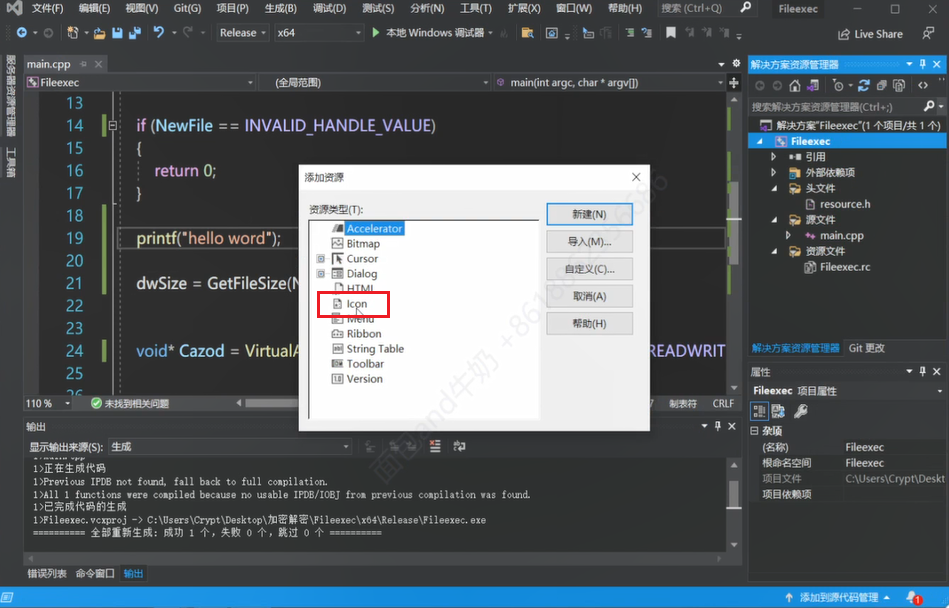 文件(F) 编辑(E) 视图(V) Git(G) 项目(P) 生成(B) 调试(D) 测试(S) 分析(N) 工具(T) 扩展(X) 窗口(W) 帮助(H) 搜索 (Ctrl+Q) Fileexec
Release x64 本地 Windows 调试器 Live Share
服务器资源管理器
工具箱
main.cpp
Fileexec (全局范围) main(int argc, char * argv[])
13
14 if (NewFile == INVALID_HANDLE_VALUE)
15 {
16 return 0;
17 }
18
19 printf("hello word");
20
21 dwSize = GetFileSize(N
22
23
24 void* Cazod = VirtualA READWRIT
25
26
110 % 未找到相关问题 制表符 CRLF
添加资源
资源类型(T):
Accelerator
Bitmap
Cursor
Dialog
HTML
Icon
Menu
Ribbon
String Table
Toolbar
Version
新建(N)
导入(M)...
自定义(C)...
取消(A)
帮助(H)
解决方案资源管理器
搜索解决方案资源管理器(Ctrl+;)
解决方案"Fileexec"(1 个项目/共 1 个)
Fileexec
引用
外部依赖项
头文件
resource.h
源文件
main.cpp
资源文件
Fileexec.rc
解决方案资源管理器 Git 更改
属性
Fileexec 项目属性
杂项
(名称) Fileexec
根命名空间 Fileexec
项目文件 C:\Users\Crypt\Deskt
项目依赖项
输出
显示输出来源(S): 生成
1>main.cpp
1>正在生成代码
1>Previous IPDB not found, fall back to full compilation.
1>All 1 functions were compiled because no usable IPDB/IOBJ from previous compilation was found.
1>已完成代码的生成
1>Fileexec.vcxproj -> C:\Users\Crypt\Desktop\加密解密\Fileexec\x64\Release\Fileexec.exe
========== 全部重新生成: 成功 1 个，失败 0 个，跳过 0 个 ==========
错误列表 命令窗口 输出
添加到源代码管理 1